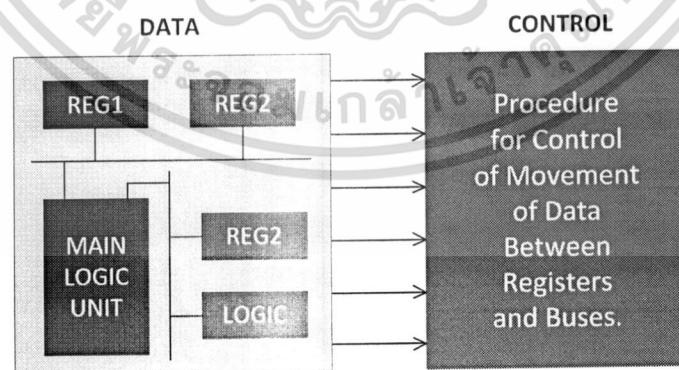 DATA
CONTROL
REG1
REG2
MAIN
LOGIC
UNIT
REG2
LOGIC
Procedure
for Control
of Movement
of Data
Between
Registers
and Buses.